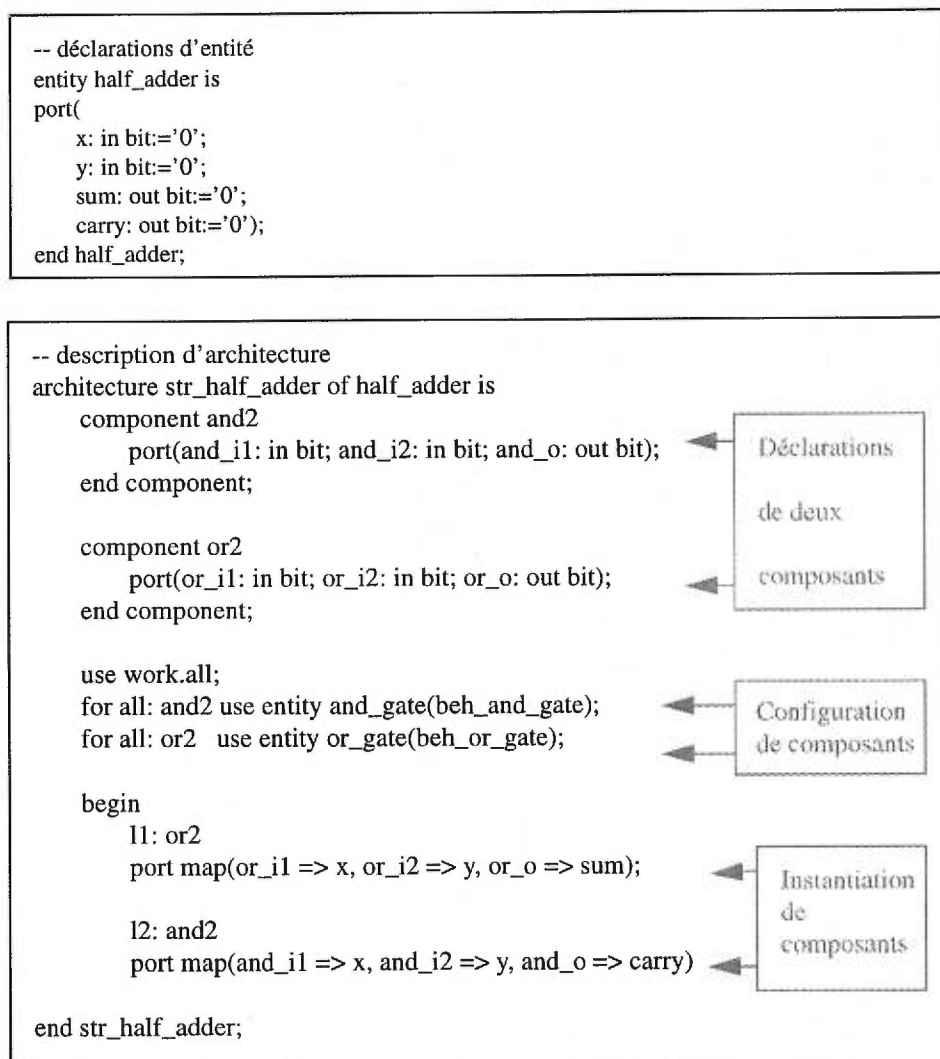 -- déclarations d'entité
entity half_adder is
port(
x: in bit:='0';
y: in bit:='0';
sum: out bit:='0';
carry: out bit:='0');
end half_adder;
-- description d'architecture
architecture str_half_adder of half_adder is
component and2
port(and_i1: in bit; and_i2: in bit; and_o: out bit);
end component;
component or2
port(or_i1: in bit; or_i2: in bit; or_o: out bit);
end component;
Déclarations
de deux
composants
use work.all;
for all: and2 use entity and_gate(beh_and_gate);
for all: or2 use entity or_gate(beh_or_gate);
Configuration
de composants
begin
l1: or2
port map(or_i1 => x, or_i2 => y, or_o => sum);
l2: and2
port map(and_i1 => x, and_i2 => y, and_o => carry)
Instantiation
de
composants
end str_half_adder;